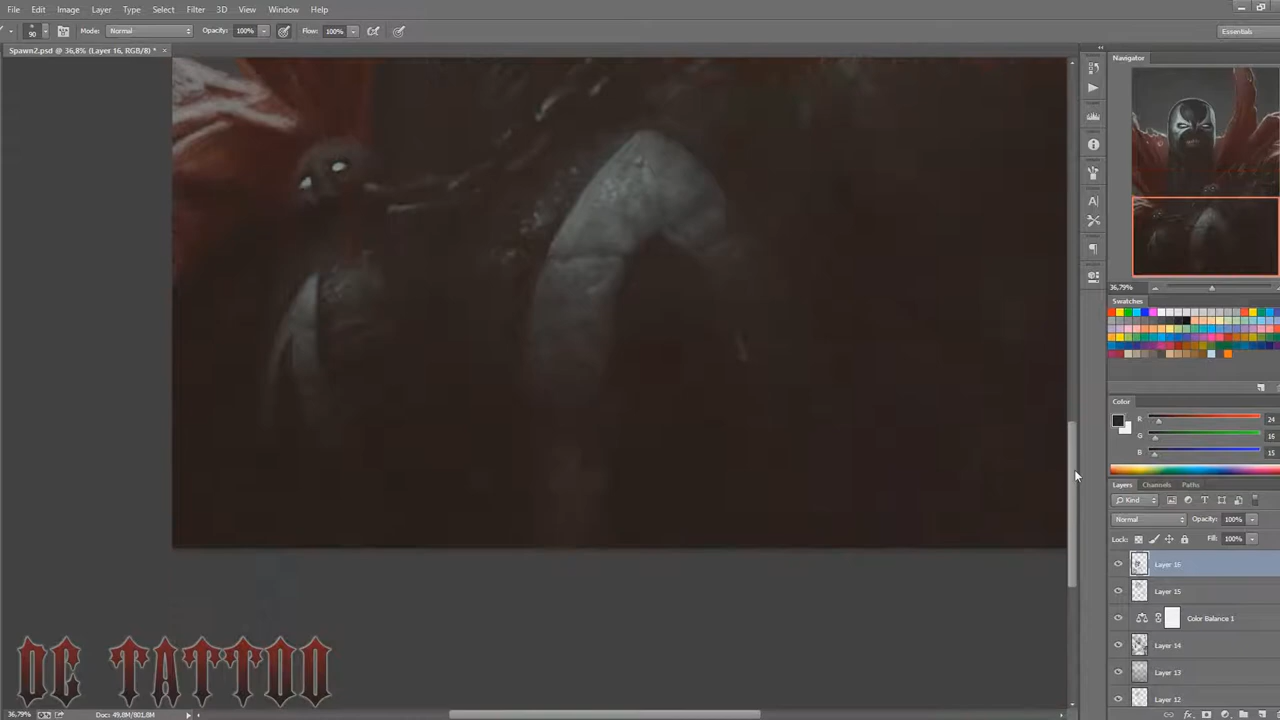 File Edit Image Layer Type Select Filter 3D View Window Help
90 Mode: Normal Opacity: 100% Flow: 100% Essentials
Spawn2.psd @ 36,8% (Layer 16, RGB/8) * ×
Navigator
36,79%
Swatches
Color
R 24
G 16
B 15
Layers Channels Paths
Kind
Normal Opacity: 100%
Lock: Fill: 100%
Layer 16
Layer 15
Color Balance 1
Layer 14
Layer 13
Layer 12
DC TATTOO
36,79% Doc: 49,8M/801,8M